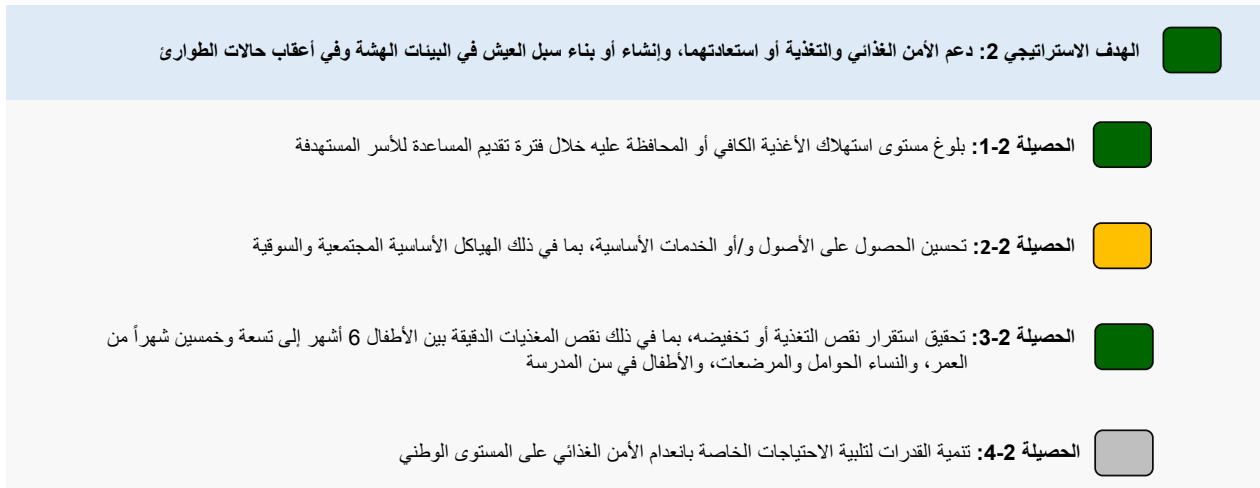 الهدف الاستراتيجي 2: دعم الأمن الغذائي والتغذية أو استعادتهما، وإنشاء أو بناء سبل العيش في البيئات الهشة وفي أعقاب حالات الطوارئ
الحصيلة 2-1: بلوغ مستوى استهلاك الأغذية الكافي أو المحافظة عليه خلال فترة تقديم المساعدة للأسر المستهدفة
الحصيلة 2-2: تحسين الحصول على الأصول و/أو الخدمات الأساسية، بما في ذلك الهياكل الأساسية المجتمعية والسوقية
الحصيلة 2-3: تحقيق استقرار نقص التغذية أو تخفيضه، بما في ذلك نقص المغذيات الدقيقة بين الأطفال 6 أشهر إلى تسعة وخمسين شهراً من
العمر، والنساء الحوامل والمرضعات، والأطفال في سن المدرسة
الحصيلة 2-4: تنمية القدرات لتلبية الاحتياجات الخاصة بانعدام الأمن الغذائي على المستوى الوطني